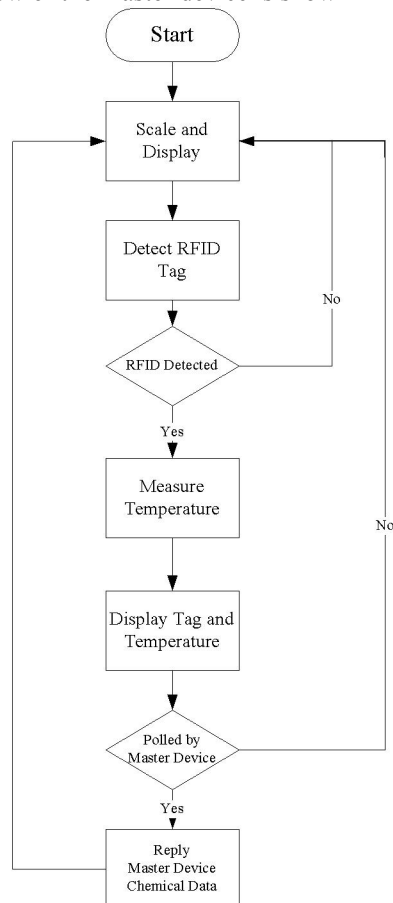 Start
Scale and
Display
Detect RFID
Tag
No
RFID Detected
Yes
Measure
Temperature
No
Display Tag and
Temperature
Polled by
Master Device
Yes
Reply
Master Device
Chemical Data